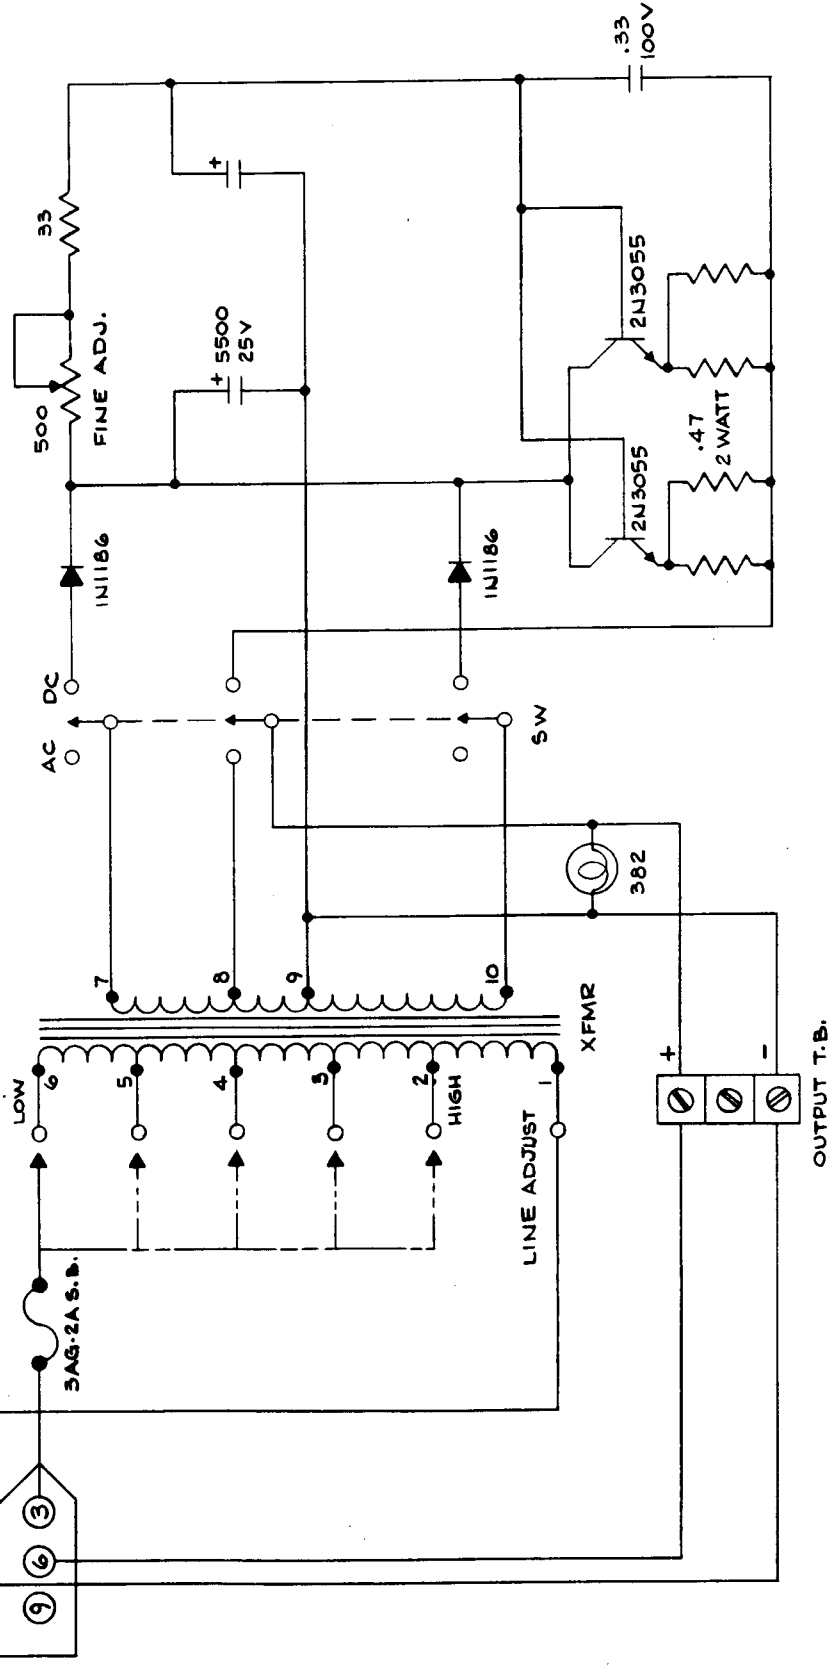 9
6
3
3AG-2A S.B.
LOW
6
5
4
3
2
HIGH
1
LINE ADJUST
XFMR
7
8
9
10
AC
DC
SW
1N1186
1N1186
500
FINE ADJ.
33
+
+ 5500
25V
2N3055
2N3055
.47
2 WATT
.33
100V
382
+
-
OUTPUT T.B.